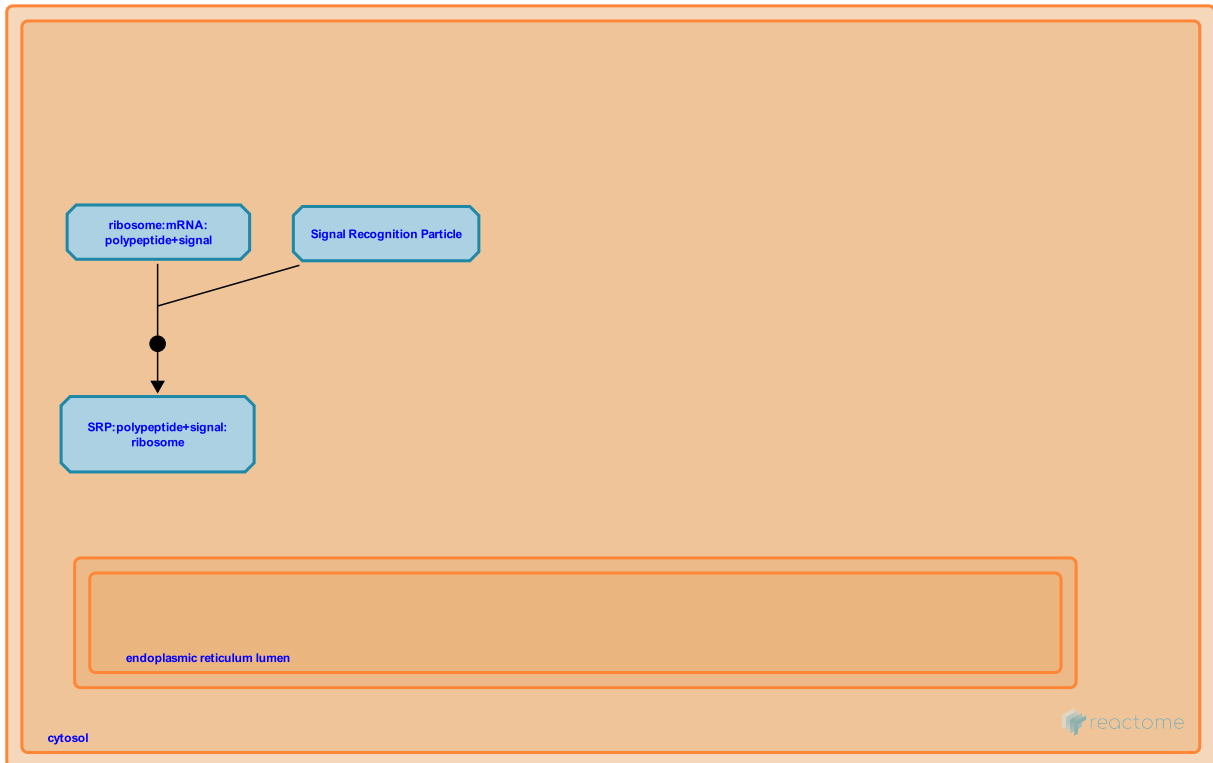 ribosome:mRNA:
polypeptide+signal
Signal Recognition Particle
SRP:polypeptide+signal:
ribosome
endoplasmic reticulum lumen
reactome
cytosol